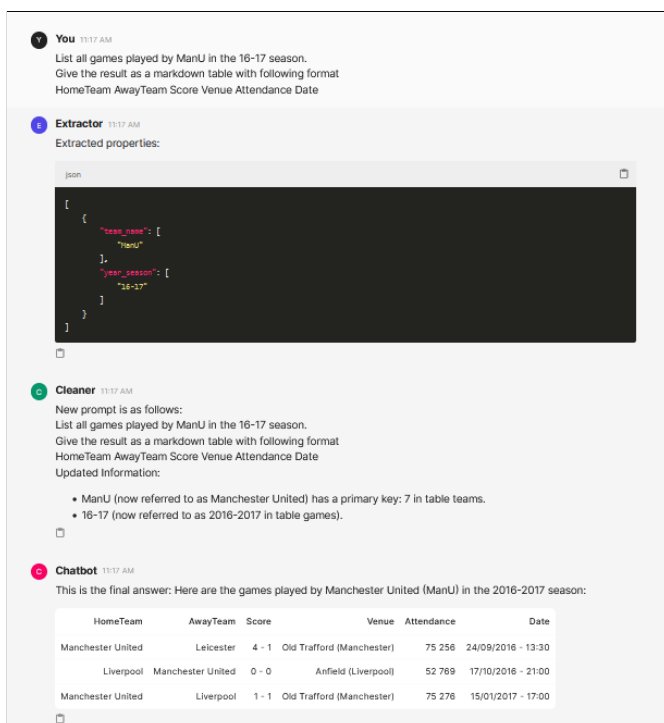 Y You 11:17 AM
List all games played by ManU in the 16-17 season.
Give the result as a markdown table with following format
HomeTeam AwayTeam Score Venue Attendance Date
E Extractor 11:17 AM
Extracted properties:
json
[
{
"team_name": [
"ManU"
],
"year_season": [
"16-17"
]
}
]
C Cleaner 11:17 AM
New prompt is as follows:
List all games played by ManU in the 16-17 season.
Give the result as a markdown table with following format
HomeTeam AwayTeam Score Venue Attendance Date
Updated Information:
• ManU (now referred to as Manchester United) has a primary key: 7 in table teams.
• 16-17 (now referred to as 2016-2017 in table games).
C Chatbot 11:17 AM
This is the final answer: Here are the games played by Manchester United (ManU) in the 2016-2017 season:
HomeTeam AwayTeam Score Venue Attendance Date
Manchester United Leicester 4 - 1 Old Trafford (Manchester) 75 256 24/09/2016 - 13:30
Liverpool Manchester United 0 - 0 Anfield (Liverpool) 52 769 17/10/2016 - 21:00
Manchester United Liverpool 1 - 1 Old Trafford (Manchester) 75 276 15/01/2017 - 17:00